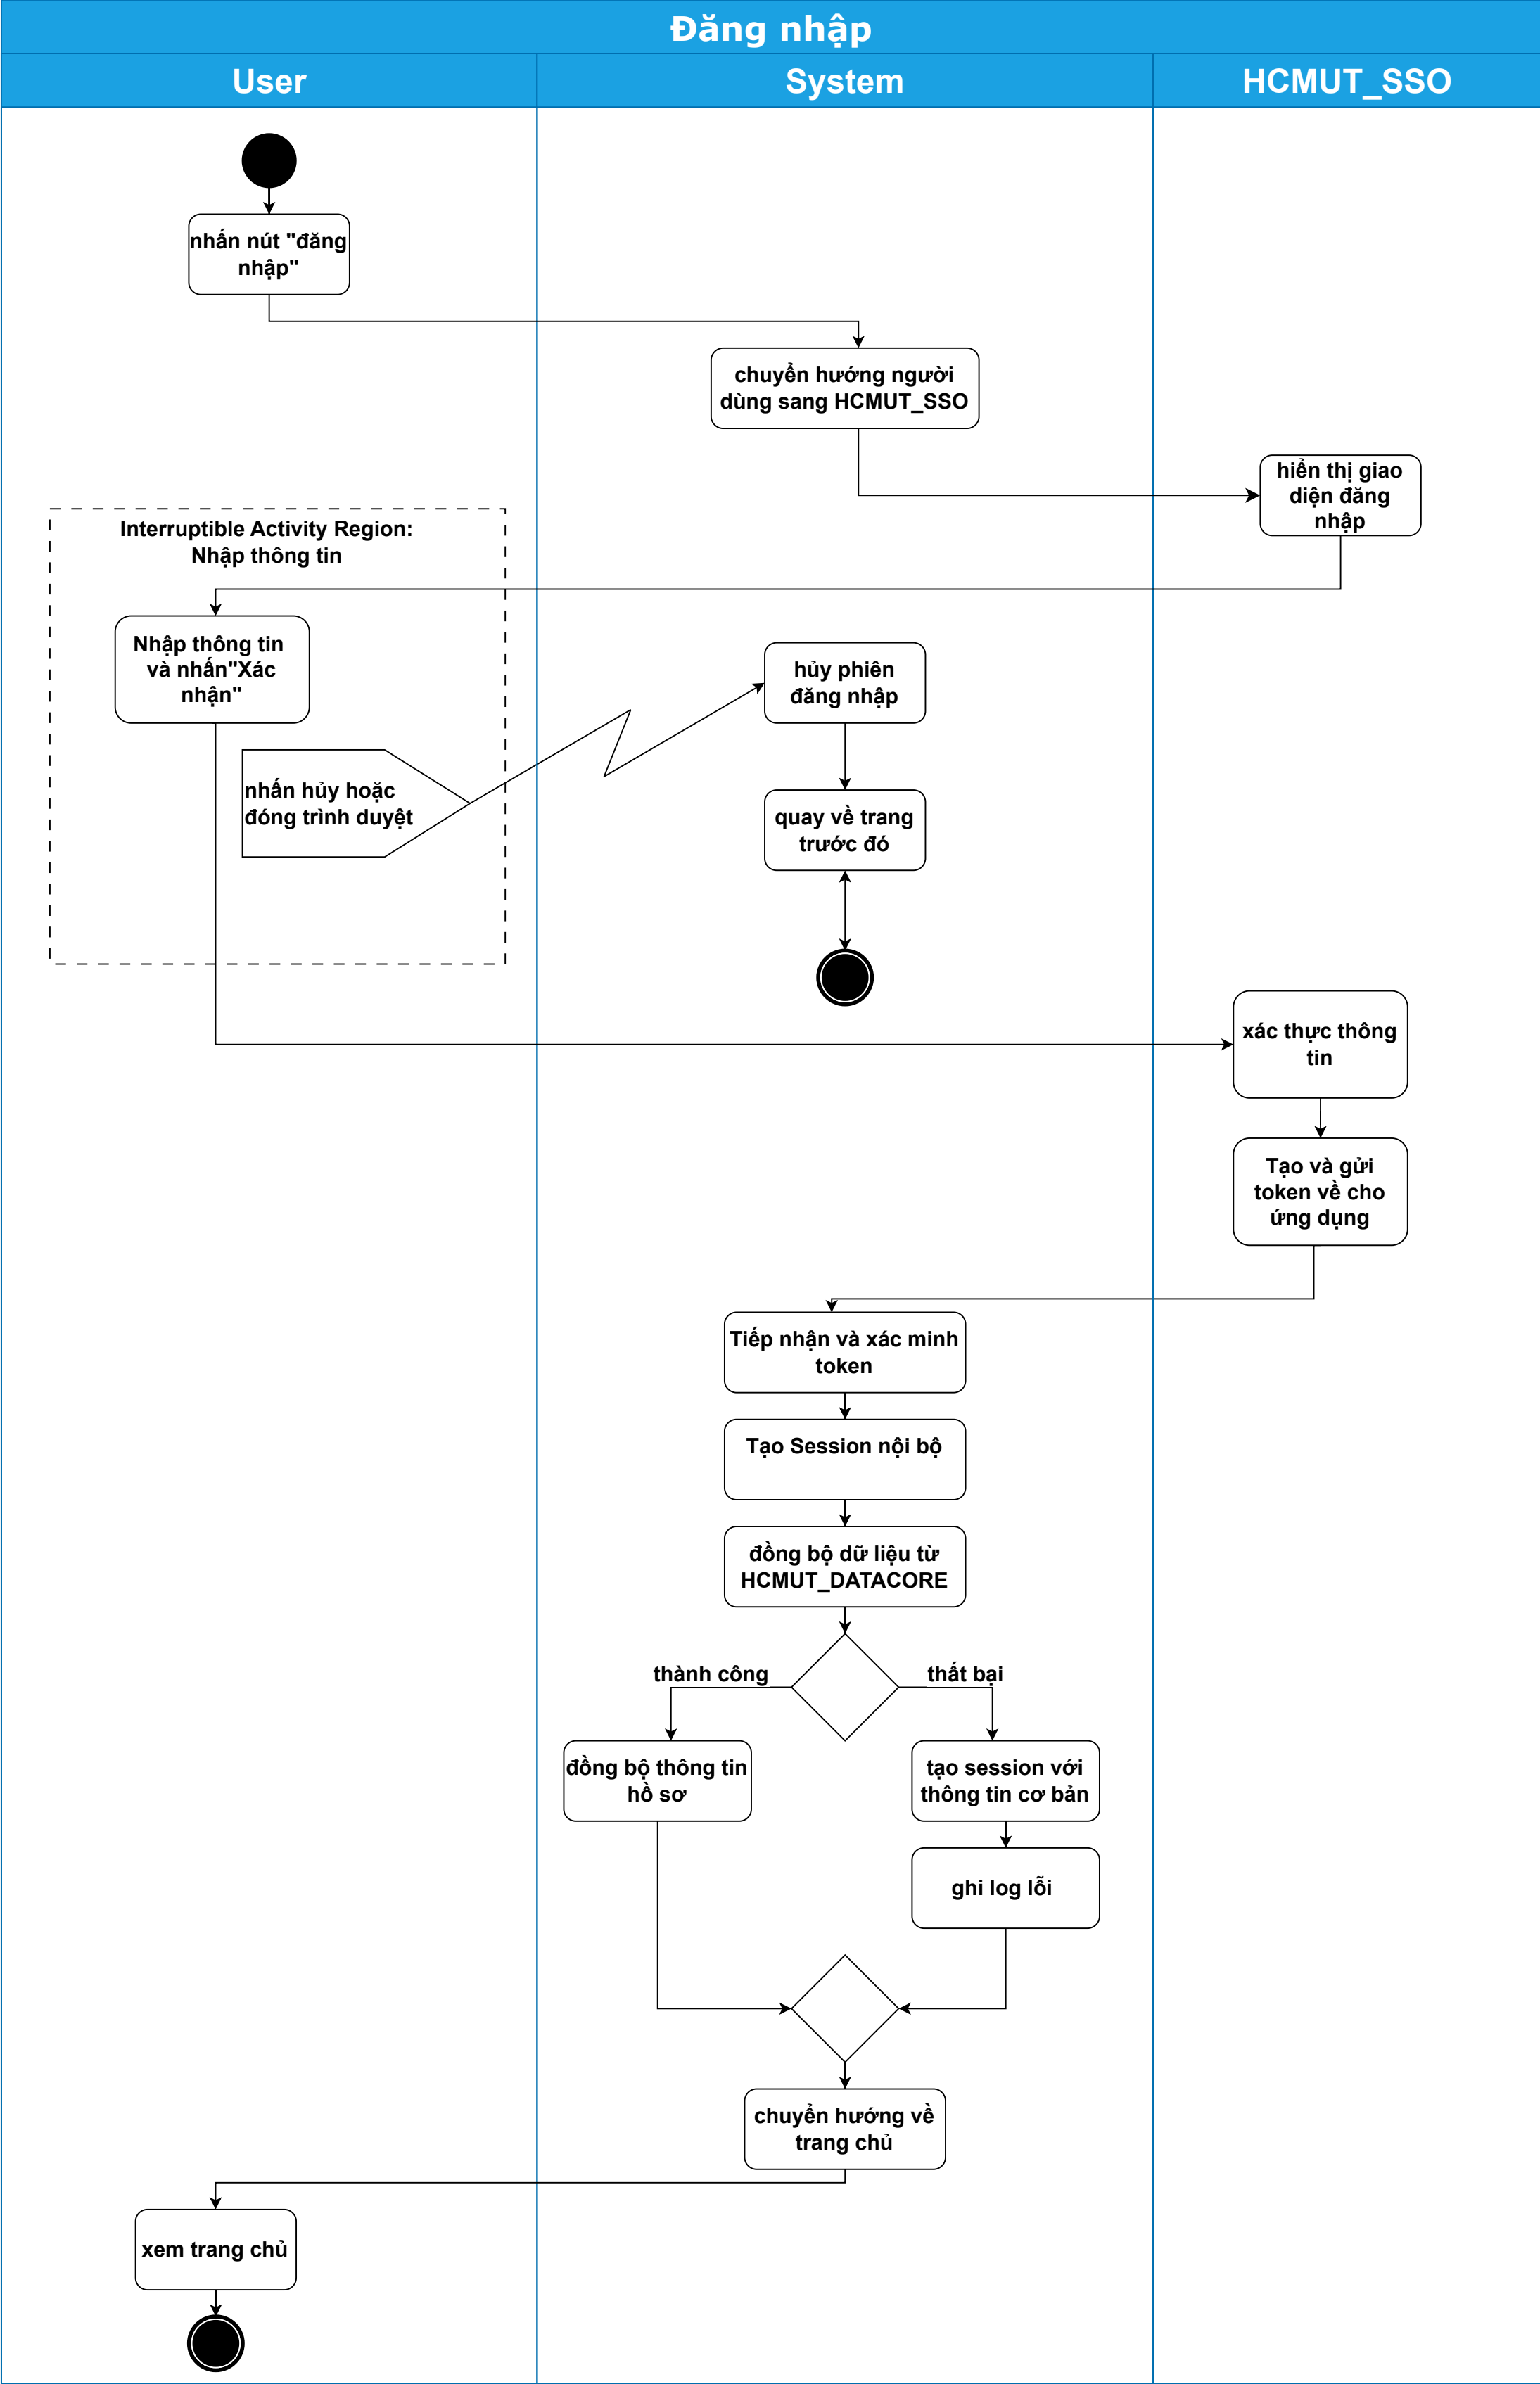 Đăng nhập
User
System
HCMUT_SSO
nhấn nút "đăng
nhập"
chuyển hướng người
dùng sang HCMUT_SSO
hiển thị giao
diện đăng
nhập
Interruptible Activity Region:
Nhập thông tin
Nhập thông tin
và nhấn"Xác
nhận"
hủy phiên
đăng nhập
nhấn hủy hoặc
đóng trình duyệt
quay về trang
trước đó
xác thực thông
tin
Tạo và gửi
token về cho
ứng dụng
Tiếp nhận và xác minh
token
Tạo Session nội bộ
đồng bộ dữ liệu từ
HCMUT_DATACORE
thành công
thất bại
đồng bộ thông tin
hồ sơ
tạo session với
thông tin cơ bản
ghi log lỗi
chuyển hướng về
trang chủ
xem trang chủ